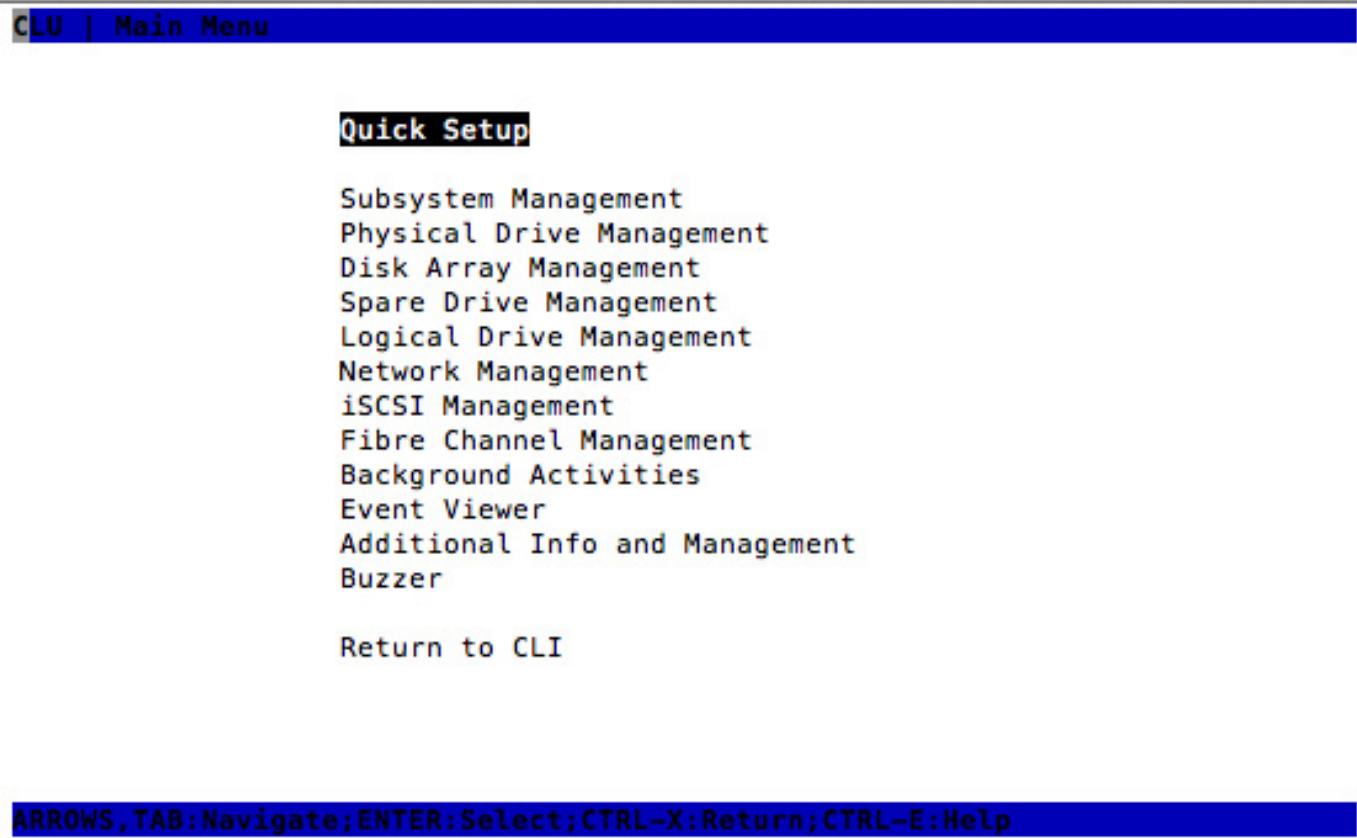 CLU | Main Menu
Quick Setup
Subsystem Management
Physical Drive Management
Disk Array Management
Spare Drive Management
Logical Drive Management
Network Management
iSCSI Management
Fibre Channel Management
Background Activities
Event Viewer
Additional Info and Management
Buzzer
Return to CLI
ARROWS,TAB:Navigate;ENTER:Select;CTRL-X:Return;CTRL-E:Help